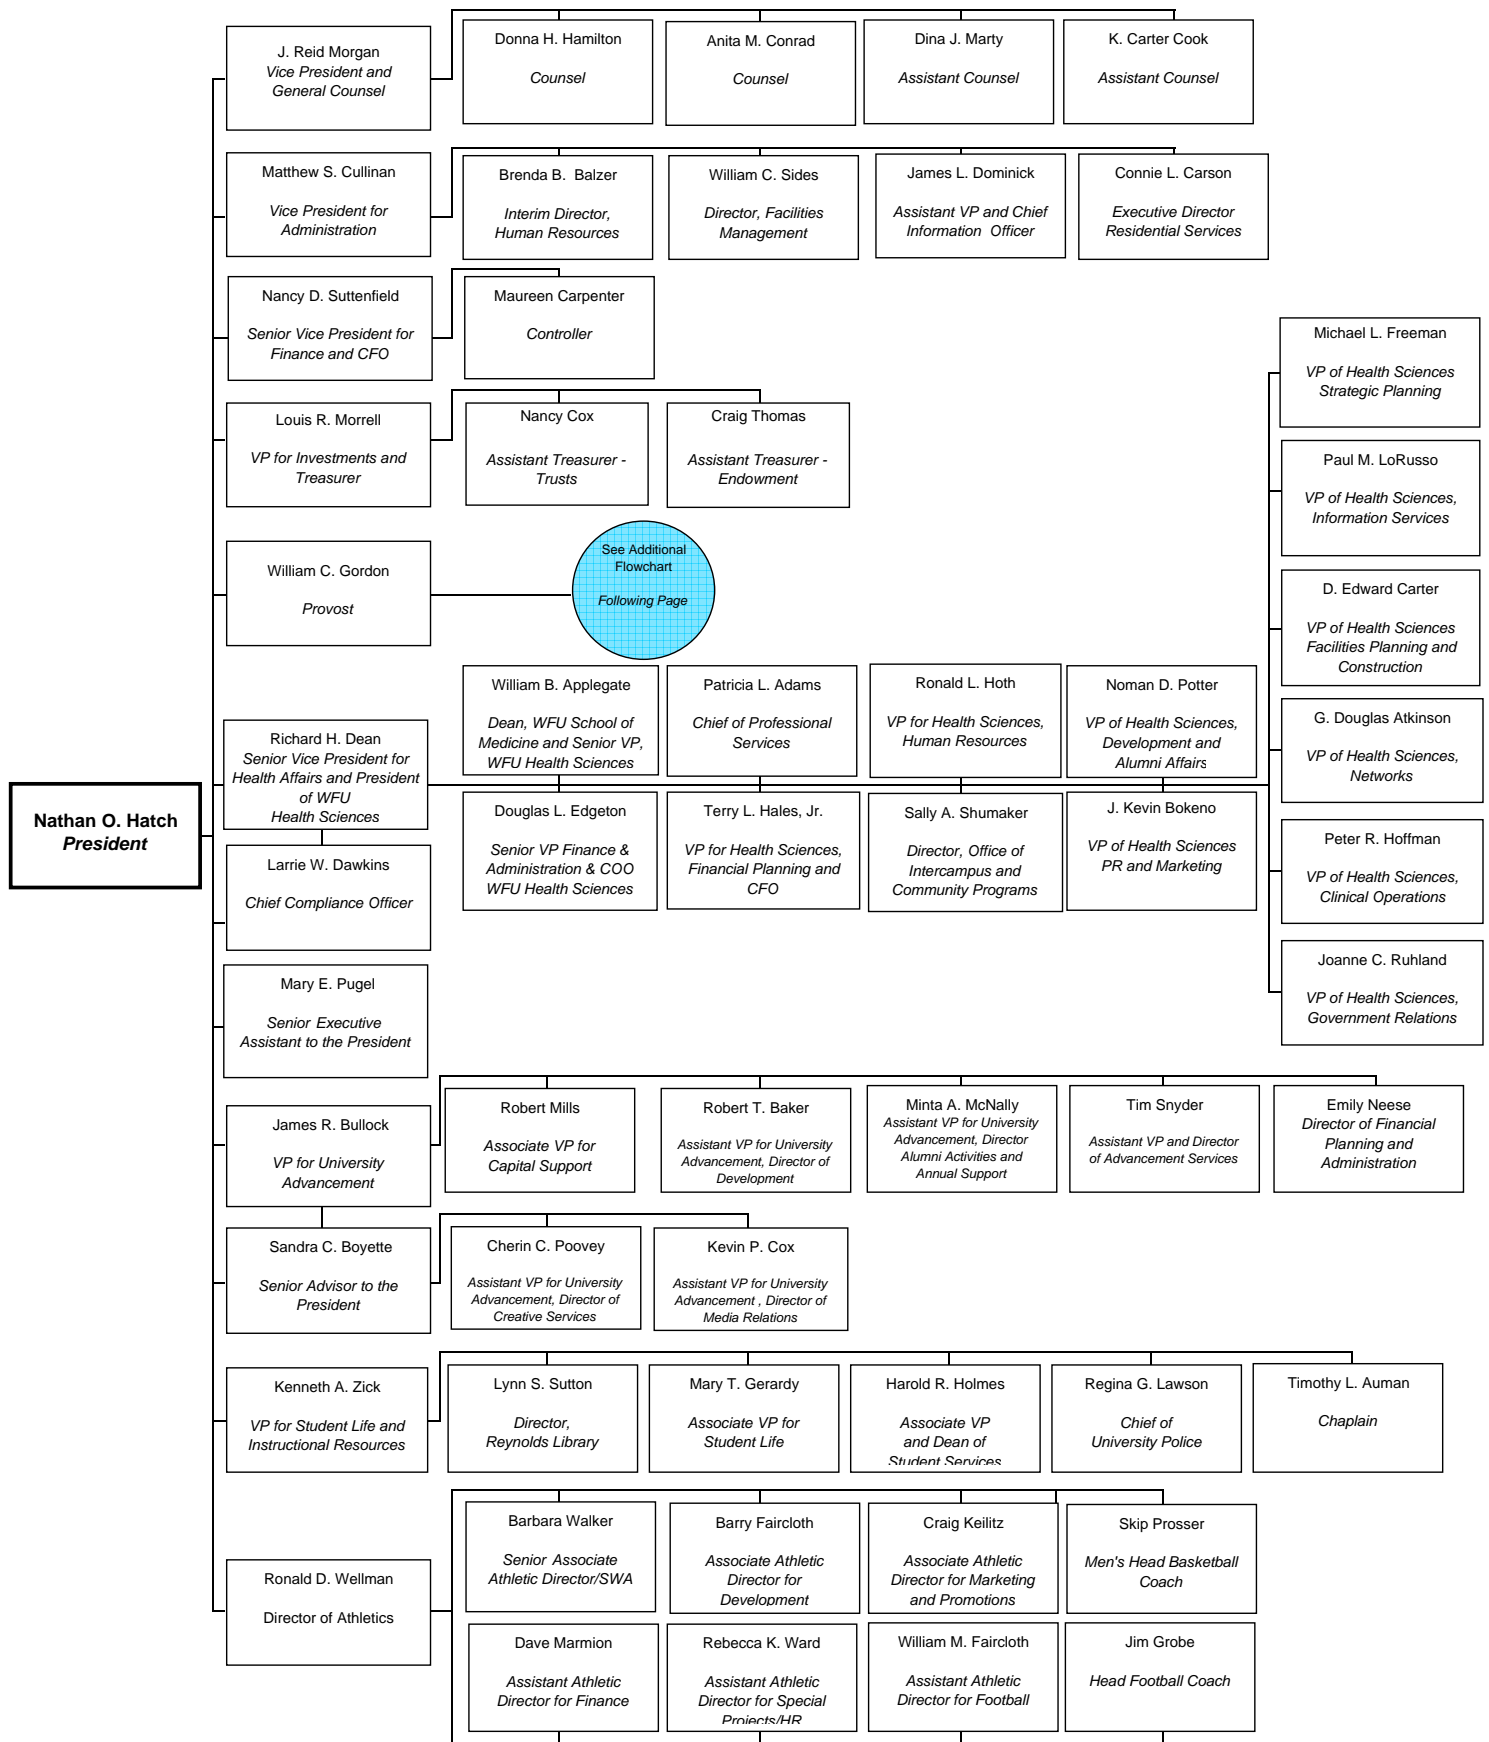 J. Reid Morgan
Vice President and
General Counsel
Donna H. Hamilton
Counsel
Anita M. Conrad
Counsel
Dina J. Marty
Assistant Counsel
K. Carter Cook
Assistant Counsel
Matthew S. Cullinan
Vice President for
Administration
Brenda B. Balzer
Interim Director,
Human Resources
William C. Sides
Director, Facilities
Management
James L. Dominick
Assistant VP and Chief
Information Officer
Connie L. Carson
Executive Director
Residential Services
Nancy D. Suttenfield
Senior Vice President for
Finance and CFO
Maureen Carpenter
Controller
Louis R. Morrell
VP for Investments and
Treasurer
Nancy Cox
Assistant Treasurer -
Trusts
Craig Thomas
Assistant Treasurer -
Endowment
William C. Gordon
Provost
See Additional
Flowchart
Following Page
Nathan O. Hatch
President
Richard H. Dean
Senior Vice President for
Health Affairs and President
of WFU
Health Sciences
William B. Applegate
Dean, WFU School of
Medicine and Senior VP,
WFU Health Sciences
Patricia L. Adams
Chief of Professional
Services
Ronald L. Hoth
VP for Health Sciences,
Human Resources
Noman D. Potter
VP of Health Sciences,
Development and
Alumni Affairs
Douglas L. Edgeton
Senior VP Finance &
Administration & COO
WFU Health Sciences
Terry L. Hales, Jr.
VP for Health Sciences,
Financial Planning and
CFO
Sally A. Shumaker
Director, Office of
Intercampus and
Community Programs
J. Kevin Bokeno
VP of Health Sciences
PR and Marketing
Michael L. Freeman
VP of Health Sciences
Strategic Planning
Paul M. LoRusso
VP of Health Sciences,
Information Services
D. Edward Carter
VP of Health Sciences
Facilities Planning and
Construction
G. Douglas Atkinson
VP of Health Sciences,
Networks
Peter R. Hoffman
VP of Health Sciences,
Clinical Operations
Joanne C. Ruhland
VP of Health Sciences,
Government Relations
Larrie W. Dawkins
Chief Compliance Officer
Mary E. Pugel
Senior Executive
Assistant to the President
James R. Bullock
VP for University
Advancement
Robert Mills
Associate VP for
Capital Support
Robert T. Baker
Assistant VP for University
Advancement, Director of
Development
Minta A. McNally
Assistant VP for University
Advancement, Director
Alumni Activities and
Annual Support
Tim Snyder
Assistant VP and Director
of Advancement Services
Emily Neese
Director of Financial
Planning and
Administration
Sandra C. Boyette
Senior Advisor to the
President
Cherin C. Poovey
Assistant VP for University
Advancement, Director of
Creative Services
Kevin P. Cox
Assistant VP for University
Advancement , Director of
Media Relations
Kenneth A. Zick
VP for Student Life and
Instructional Resources
Lynn S. Sutton
Director,
Reynolds Library
Mary T. Gerardy
Associate VP for
Student Life
Harold R. Holmes
Associate VP
and Dean of
Student Services
Regina G. Lawson
Chief of
University Police
Timothy L. Auman
Chaplain
Ronald D. Wellman
Director of Athletics
Barbara Walker
Senior Associate
Athletic Director/SWA
Barry Faircloth
Associate Athletic
Director for
Development
Craig Keilitz
Associate Athletic
Director for Marketing
and Promotions
Skip Prosser
Men's Head Basketball
Coach
Dave Marmion
Assistant Athletic
Director for Finance
Rebecca K. Ward
Assistant Athletic
Director for Special
Projects/HR
William M. Faircloth
Assistant Athletic
Director for Football
Jim Grobe
Head Football Coach